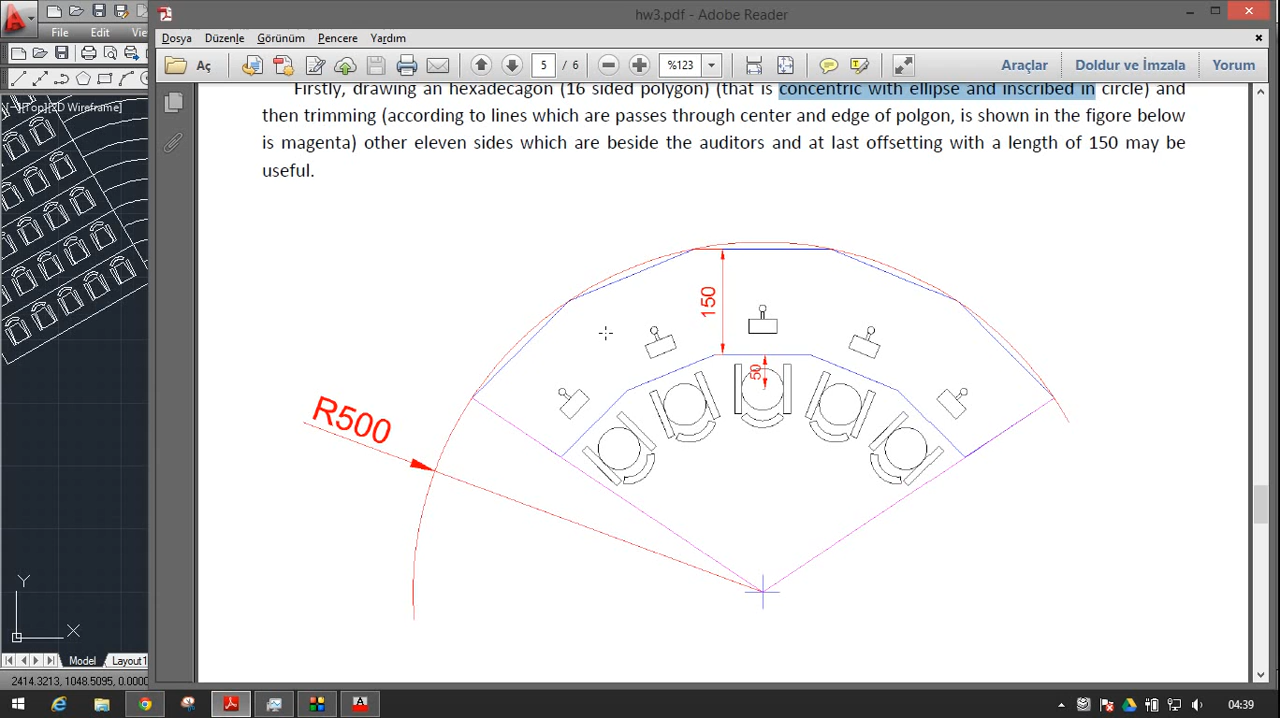 hw3.pdf - Adobe Reader
File Edit
Dosya Düzenle Görünüm Pencere Yardım
Aç 5 / 6 %123 Araçlar Doldur ve İmzala Yorum
[Top][2D Wireframe]
Firstly, drawing an hexadecagon (16 sided polygon) (that is concentric with ellipse and inscribed in circle) and
then trimming (according to lines which are passes through center and edge of polgon, is shown in the figure below
is magenta) other eleven sides which are beside the auditors and at last offsetting with a length of 150 may be
useful.
150
50
R500
Y
X
Model Layout1
2414.3213, 1048.5095, 0.0000
04:39